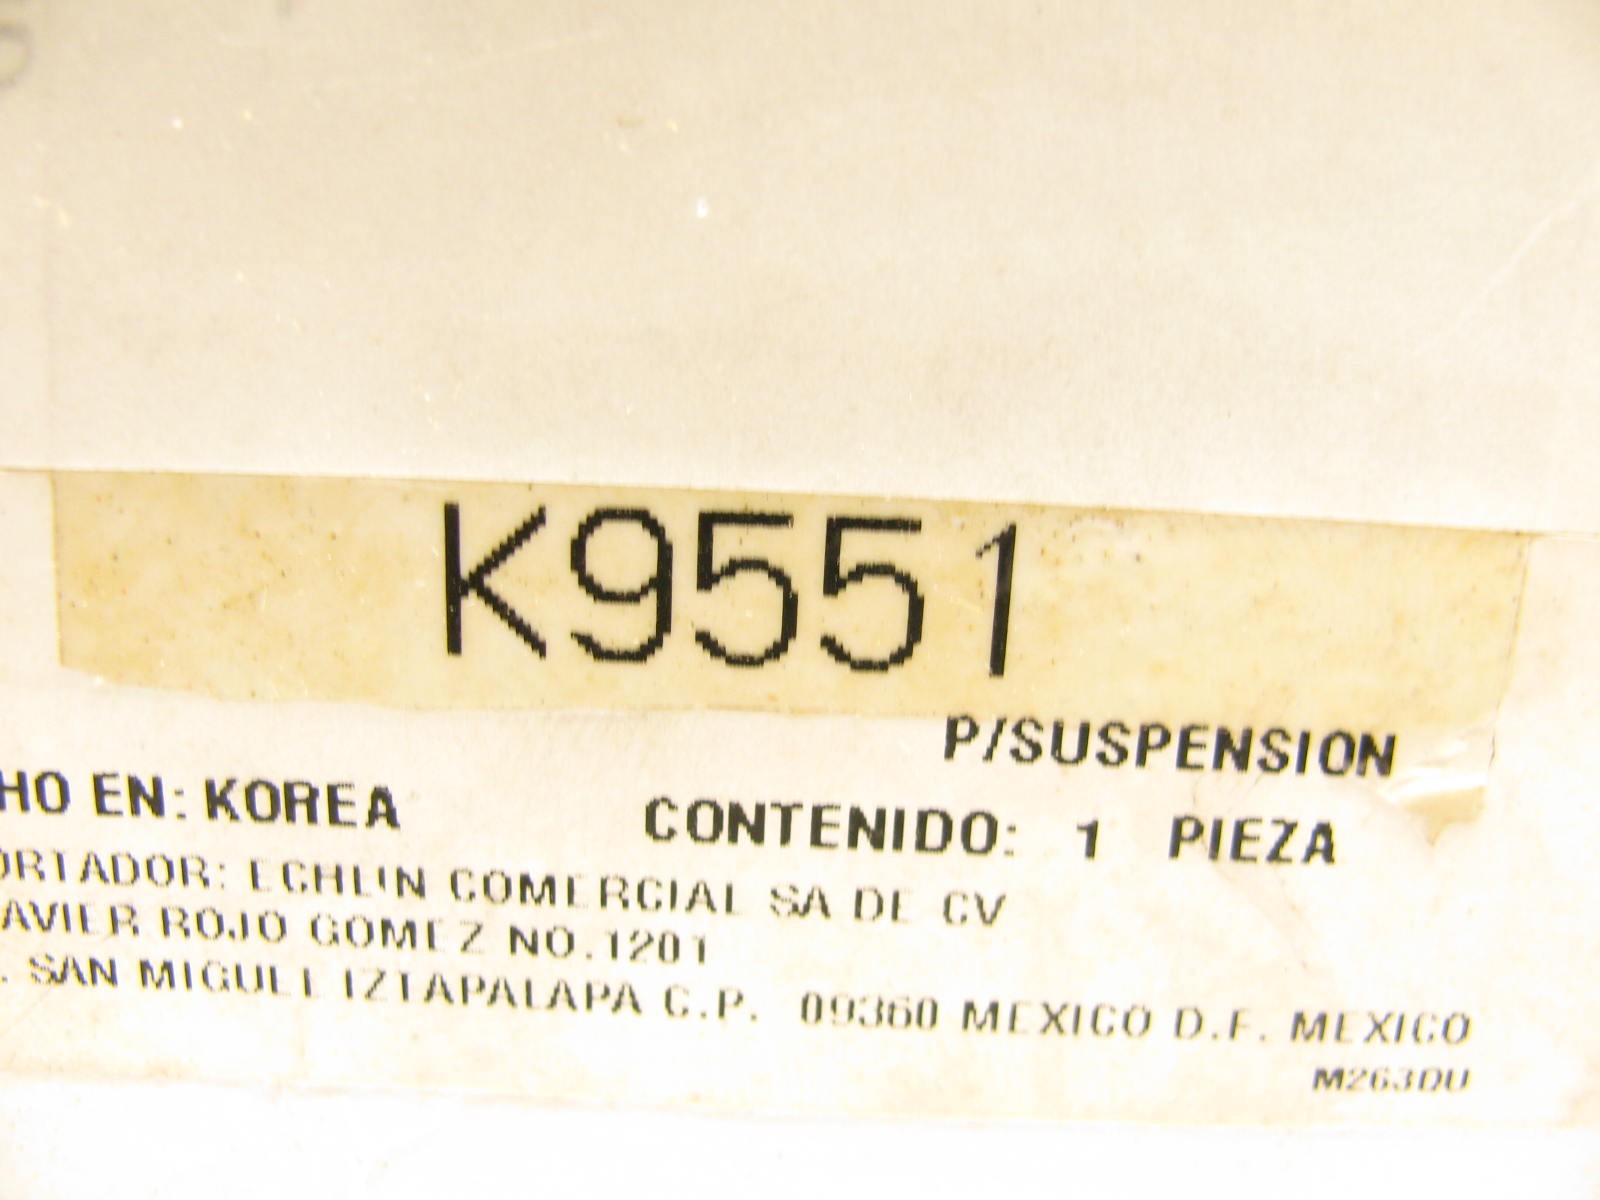 K9551
P/SUSPENSION
HO EN: KOREA CONTENIDO: 1 PIEZA
ORTADOR: ECHLIN COMERCIAL SA DE CV
AVIER ROJO GOMEZ NO.1201
. SAN MIGUEL IZTAPALAPA C.P. 09360 MEXICO D.F. MEXICO